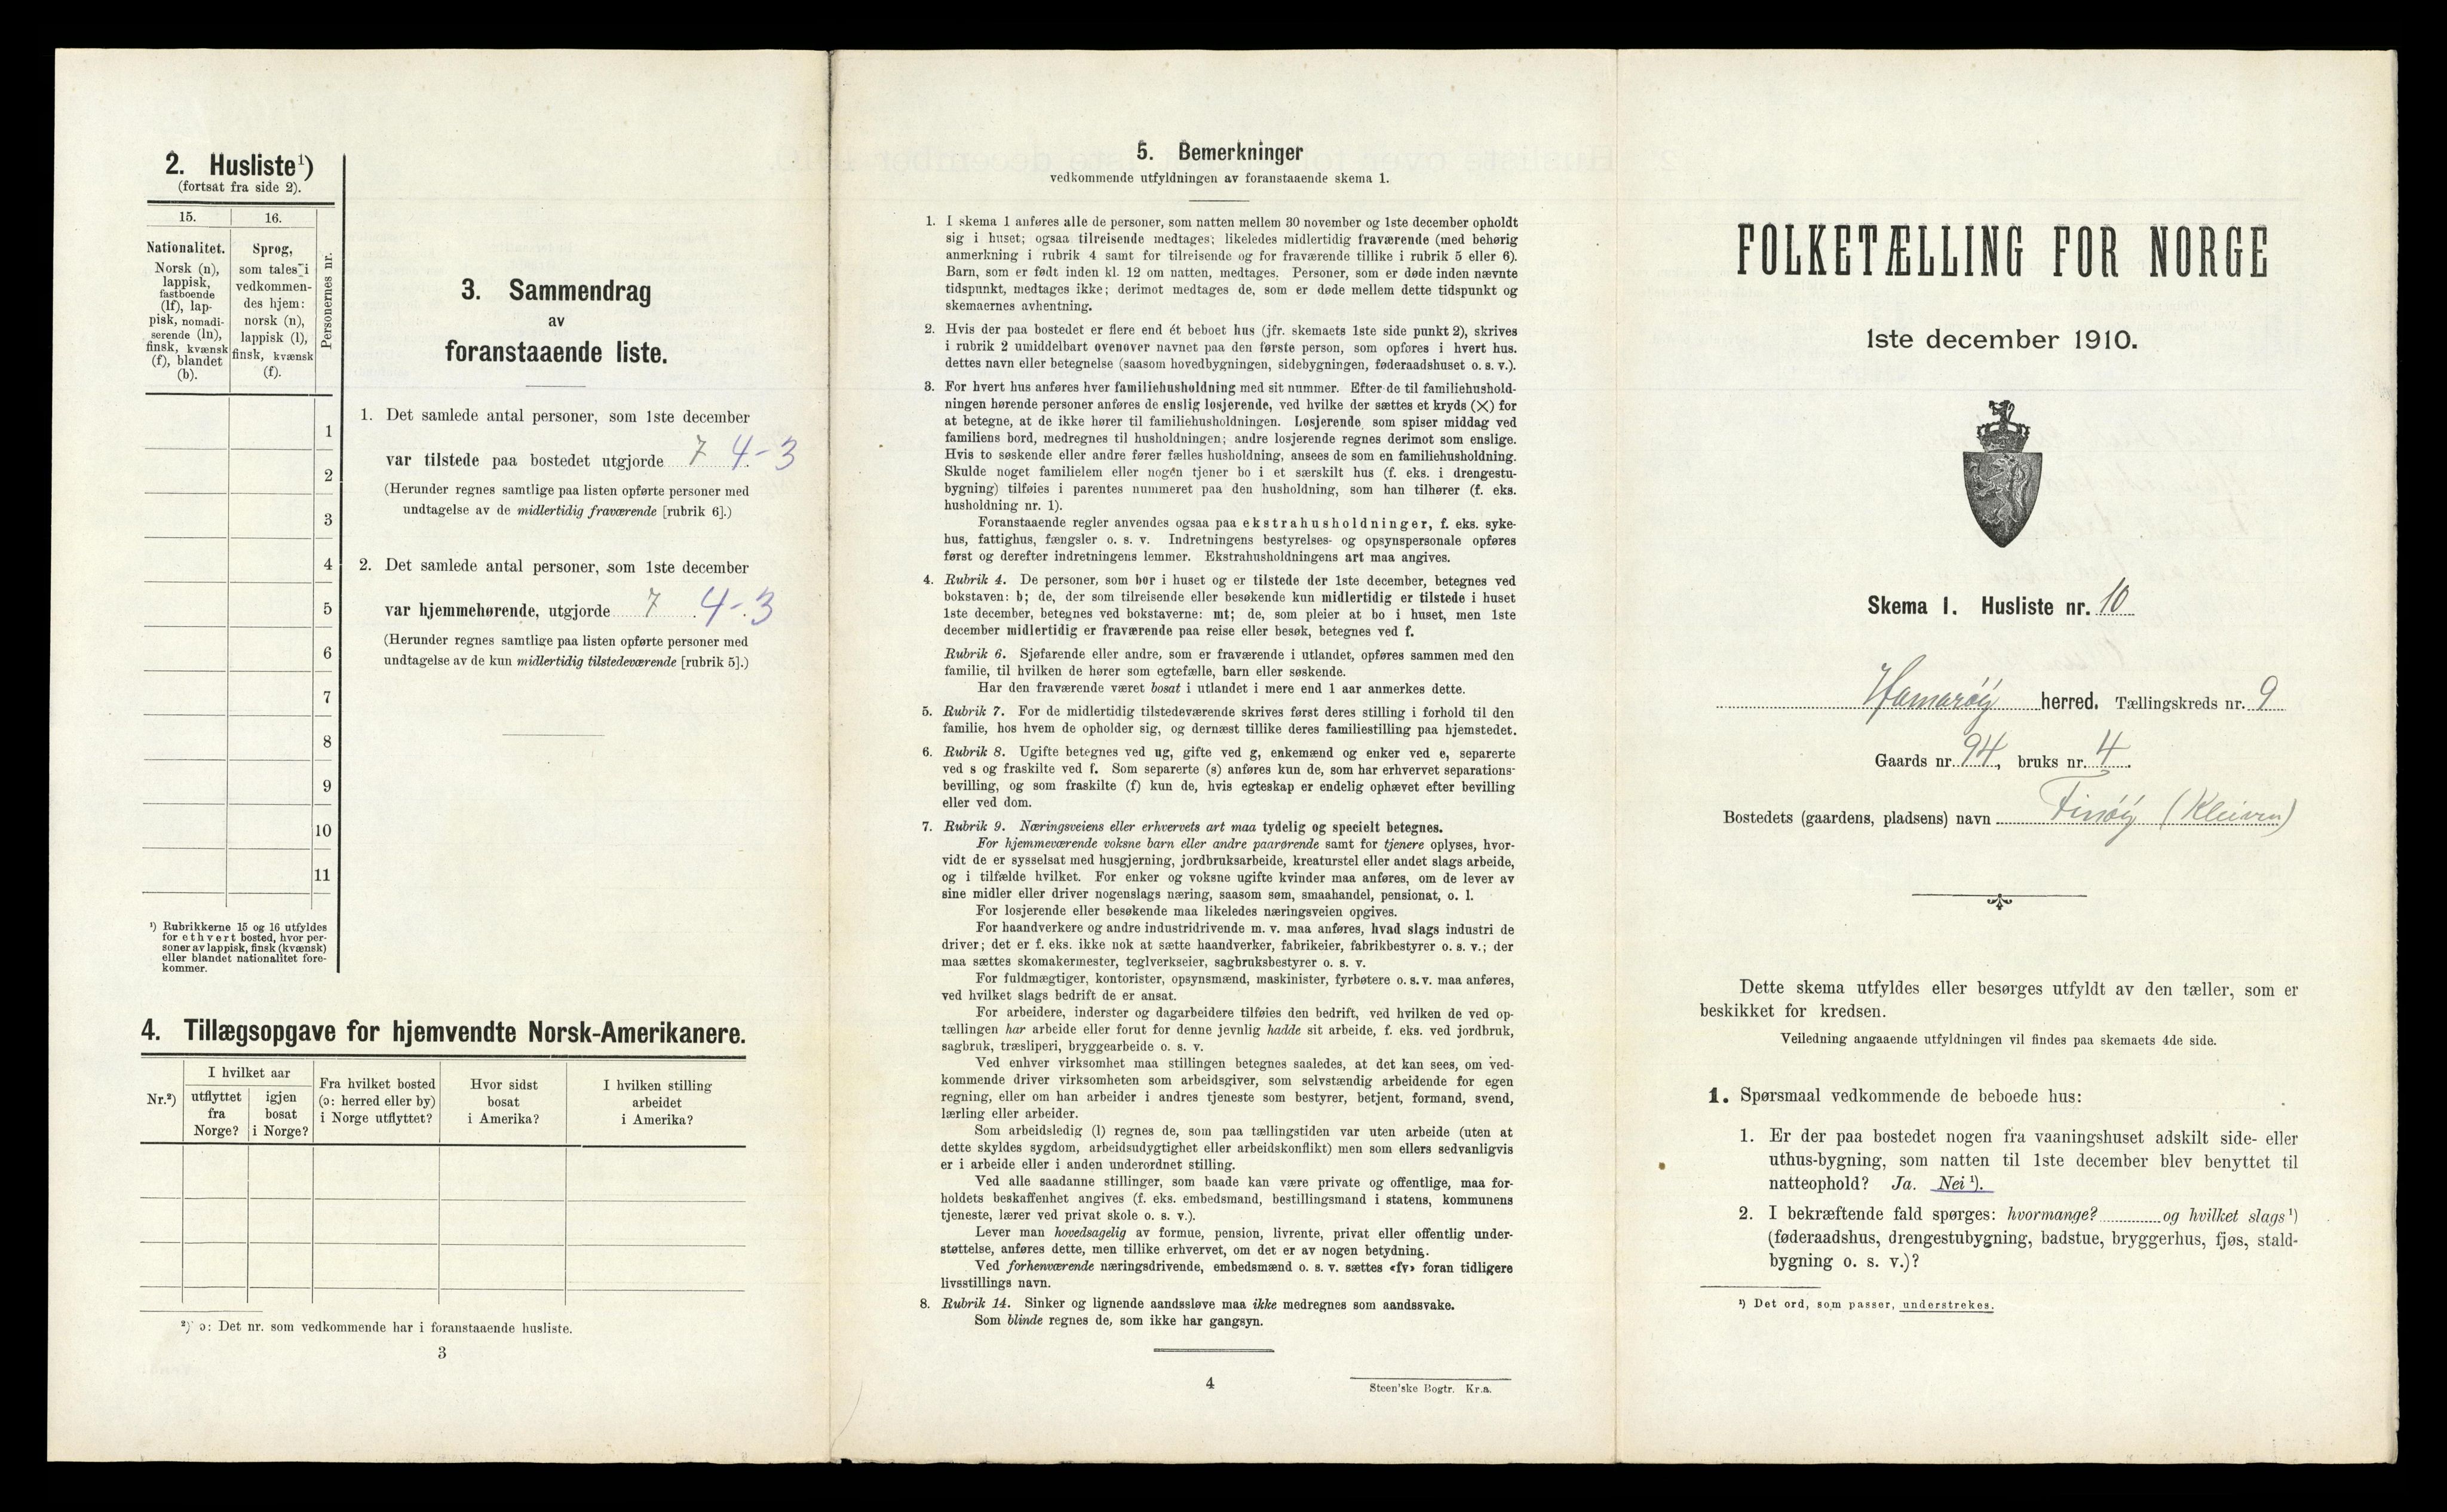 2. Husliste¹)
(fortsat fra side 2).
15. 16.
Personernes nr.
Nationalitet.
Norsk (n),
lappisk,
fastboende
(lf), lap-
pisk, nomadi-
serende (ln),
finsk, kvænsk
(f), blandet
(b).
Sprog,
som tales i
vedkommen-
des hjem:
norsk (n),
lappisk (l),
finsk, kvænsk
(f).
1
2
3
4
5
6
7
8
9
10
11
¹) Rubrikkerne 15 og 16 utfyldes
for ethvert bosted, hvor per-
soner av lappisk, finsk (kvænsk)
eller blandet nationalitet fore-
kommer.
3. Sammendrag
av
foranstaaende liste.
1. Det samlede antal personer, som 1ste december
var tilstede paa bostedet utgjorde 7 4-3
(Herunder regnes samtlige paa listen opførte personer med
undtagelse av de midlertidig fraværende [rubrik 6].)
2. Det samlede antal personer, som 1ste december
var hjemmehørende, utgjorde 7 4-3
(Herunder regnes samtlige paa listen opførte personer med
undtagelse av de kun midlertidig tilstedeværende [rubrik 5].)
4. Tillægsopgave for hjemvendte Norsk-Amerikanere.
Nr.²)
I hvilket aar
utflyttet
fra
Norge?
igjen
bosat
i Norge?
Fra hvilket bosted
(ɔ: herred eller by)
i Norge utflyttet?
Hvor sidst
bosat
i Amerika?
I hvilken stilling
arbeidet
i Amerika?
²) ɔ: Det nr. som vedkommende har i foranstaaende husliste.
3
5. Bemerkninger
vedkommende utfyldningen av foranstaaende skema 1.
1. I skema 1 anføres alle de personer, som natten mellem 30 november og 1ste december opholdt
sig i huset; ogsaa tilreisende medtages; likeledes midlertidig fraværende (med behørig
anmerkning i rubrik 4 samt for tilreisende og for fraværende tillike i rubrik 5 eller 6).
Barn, som er født inden kl. 12 om natten, medtages. Personer, som er døde inden nævnte
tidspunkt, medtages ikke; derimot medtages de, som er døde mellem dette tidspunkt og
skemaernes avhentning.
2. Hvis der paa bostedet er flere end ét beboet hus (jfr. skemaets 1ste side punkt 2), skrives
i rubrik 2 umiddelbart ovenover navnet paa den første person, som opføres i hvert hus.
dettes navn eller betegnelse (saasom hovedbygningen, sidebygningen, føderaadshuset o. s. v.).
3. For hvert hus anføres hver familiehusholdning med sit nummer. Efter de til familiehushold-
ningen hørende personer anføres de enslig losjerende, ved hvilke der sættes et kryds (X) for
at betegne, at de ikke hører til familiehusholdningen. Losjerende som spiser middag ved
familiens bord, medregnes til husholdningen; andre losjerende regnes derimot som enslige.
Hvis to søskende eller andre fører fælles husholdning, ansees de som en familiehusholdning.
Skulde noget familielem eller nogen tjener bo i et særskilt hus (f. eks. i drengestu-
bygning) tilføies i parentes nummeret paa den husholdning, som han tilhører (f. eks.
husholdning nr. 1).
Foranstaaende regler anvendes ogsaa paa ekstrahusholdninger, f. eks. syke-
hus, fattighus, fængsler o. s. v. Indretningens bestyrelses- og opsynspersonale opføres
først og derefter indretningens lemmer. Ekstrahusholdningens art maa angives.
4. Rubrik 4. De personer, som bor i huset og er tilstede der 1ste december, betegnes ved
bokstaven: b; de, der som tilreisende eller besøkende kun midlertidig er tilstede i huset
1ste december, betegnes ved bokstaverne: mt; de, som pleier at bo i huset, men 1ste
december midlertidig er fraværende paa reise eller besøk, betegnes ved f.
Rubrik 6. Sjøfarende eller andre, som er fraværende i utlandet, opføres sammen med den
familie, til hvilken de hører som egtefælle, barn eller søskende.
Har den fraværende været bosat i utlandet i mere end 1 aar anmerkes dette.
5. Rubrik 7. For de midlertidig tilstedeværende skrives først deres stilling i forhold til den
familie, hos hvem de opholder sig, og dernæst tillike deres familiestilling paa hjemstedet.
6. Rubrik 8. Ugifte betegnes ved ug, gifte ved g, enkemænd og enker ved e, separerte
ved s og fraskilte ved f. Som separerte (s) anføres kun de, som har erhvervet separations-
bevilling, og som fraskilte (f) kun de, hvis egteskap er endelig ophævet efter bevilling
eller ved dom.
7. Rubrik 9. Næringsveiens eller erhvervets art maa tydelig og specielt betegnes.
For hjemmeværende voksne barn eller andre paarørende samt for tjenere oplyses, hvor-
vidt de er sysselsat med husgjerning, jordbruksarbeide, kreaturstel eller andet slags arbeide,
og i tilfælde hvilket. For enker og voksne ugifte kvinder maa anføres, om de lever av
sine midler eller driver nogenslags næring, saasom søm, smaahandel, pensionat, o. l.
For losjerende eller besøkende maa likeledes næringsveien opgives.
For haandverkere og andre industridrivende m. v. maa anføres, hvad slags industri de
driver; det er f. eks. ikke nok at sætte haandverker, fabrikeier, fabrikbestyrer o. s. v.; der
maa sættes skomakermester, teglverkseier, sagbruksbestyrer o. s. v.
For fuldmægtiger, kontorister, opsynsmænd, maskinister, fyrbøtere o. s. v. maa anføres,
ved hvilket slags bedrift de er ansat.
For arbeidere, inderster og dagarbeidere tilføies den bedrift, ved hvilken de ved op-
tællingen har arbeide eller forut for denne jevnlig hadde sit arbeide, f. eks. ved jordbruk,
sagbruk, træsliperi, bryggearbeide o. s. v.
Ved enhver virksomhet maa stillingen betegnes saaledes, at det kan sees, om ved-
kommende driver virksomheten som arbeidsgiver, som selvstændig arbeidende for egen
regning, eller om han arbeider i andres tjeneste som bestyrer, betjent, formand, svend,
lærling eller arbeider.
Som arbeidsledig (l) regnes de, som paa tællingstiden var uten arbeide (uten at
dette skyldes sygdom, arbeidsudygtighet eller arbeidskonflikt) men som ellers sedvanligvis
er i arbeide eller i anden underordnet stilling.
Ved alle saadanne stillinger, som baade kan være private og offentlige, maa for-
holdets beskaffenhet angives (f. eks. embedsmand, bestillingsmand i statens, kommunens
tjeneste, lærer ved privat skole o. s. v.).
Lever man hovedsagelig av formue, pension, livrente, privat eller offentlig under-
støttelse, anføres dette, men tillike erhvervet, om det er av nogen betydning.
Ved forhenværende næringsdrivende, embedsmænd o. s. v. sættes «fv» foran tidligere
livsstillings navn.
8. Rubrik 14. Sinker og lignende aandssløve maa ikke medregnes som aandssvake.
Som blinde regnes de, som ikke har gangsyn.
4
Steen'ske Bogtr. Kr.a.
FOLKETÆLLING FOR NORGE
1ste december 1910.
Skema 1. Husliste nr. 10
Hamarøy herred. Tællingskreds nr. 9
Gaards nr. 94, bruks nr. 4.
Bostedets (gaardens, pladsens) navn Finøy (Kleiven)
Dette skema utfyldes eller besørges utfyldt av den tæller, som er
beskikket for kredsen.
Veiledning angaaende utfyldningen vil findes paa skemaets 4de side.
1. Spørsmaal vedkommende de beboede hus:
1. Er der paa bostedet nogen fra vaaningshuset adskilt side- eller
uthus-bygning, som natten til 1ste december blev benyttet til
natteophold? Ja. Nei ¹).
2. I bekræftende fald spørges: hvormange? og hvilket slags ¹)
(føderaadshus, drengestubygning, badstue, bryggerhus, fjøs, stald-
bygning o. s. v.)?
¹) Det ord, som passer, understrekes.